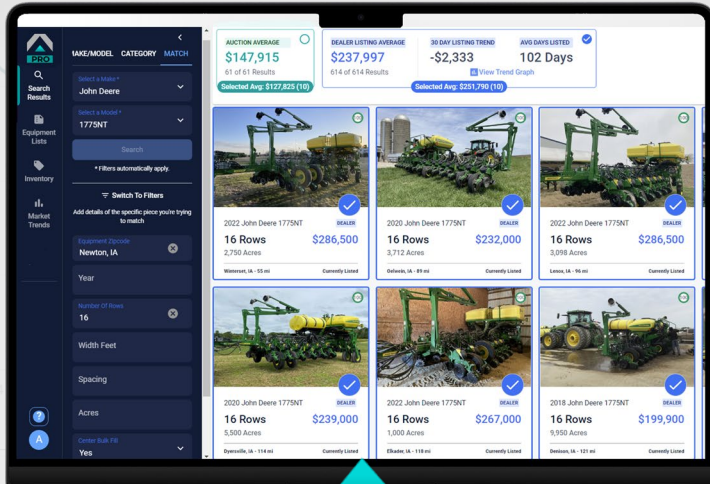 PRO
Search
Results
Equipment
Lists
Inventory
Market
Trends
?
A
MAKE/MODEL CATEGORY MATCH
Select a Make *
John Deere
Select a Model *
1775NT
Search
* Filters automatically apply.
Switch To Filters
Add details of the specific piece you're trying
to match
Equipment Zipcode
Newton, IA
Year
Number Of Rows
16
Width Feet
Spacing
Acres
Center Bulk Fill
Yes
AUCTION AVERAGE
$147,915
61 of 61 Results
Selected Avg: $127,825 (10)
DEALER LISTING AVERAGE 30 DAY LISTING TREND AVG DAYS LISTED
$237,997 -$2,333 102 Days
614 of 614 Results View Trend Graph
Selected Avg: $251,790 (10)
2022 John Deere 1775NT DEALER
16 Rows $286,500
2,750 Acres
Winterset, IA - 55 mi Currently Listed
2020 John Deere 1775NT DEALER
16 Rows $232,000
3,712 Acres
Oelwein, IA - 89 mi Currently Listed
2022 John Deere 1775NT DEALER
16 Rows $286,500
3,098 Acres
Lenox, IA - 96 mi Currently Listed
2020 John Deere 1775NT DEALER
16 Rows $239,000
5,500 Acres
Dyersville, IA - 114 mi Currently Listed
2022 John Deere 1775NT DEALER
16 Rows $267,000
1,000 Acres
Elkader, IA - 118 mi Currently Listed
2018 John Deere 1775NT DEALER
16 Rows $199,900
9,950 Acres
Denison, IA - 121 mi Currently Listed